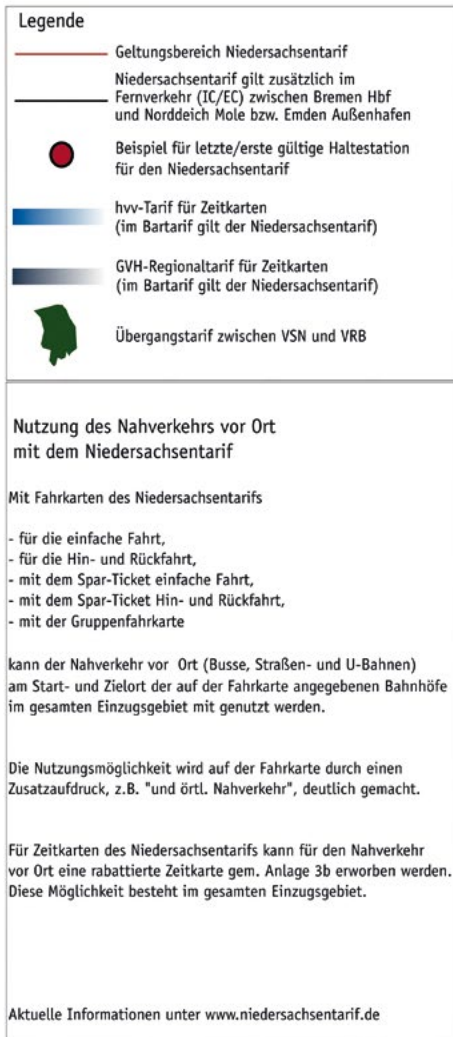 Legende
Geltungsbereich Niedersachsentarif
Niedersachsentarif gilt zusätzlich im
Fernverkehr (IC/EC) zwischen Bremen Hbf
und Norddeich Mole bzw. Emden Außenhafen
Beispiel für letzte/erste gültige Haltestation
für den Niedersachsentarif
hvv-Tarif für Zeitkarten
(im Bartarif gilt der Niedersachsentarif)
GVH-Regionaltarif für Zeitkarten
(im Bartarif gilt der Niedersachsentarif)
Übergangstarif zwischen VSN und VRB
Nutzung des Nahverkehrs vor Ort
mit dem Niedersachsentarif
Mit Fahrkarten des Niedersachsentarifs
- für die einfache Fahrt,
- für die Hin- und Rückfahrt,
- mit dem Spar-Ticket einfache Fahrt,
- mit dem Spar-Ticket Hin- und Rückfahrt,
- mit der Gruppenfahrkarte
kann der Nahverkehr vor Ort (Busse, Straßen- und U-Bahnen)
am Start- und Zielort der auf der Fahrkarte angegebenen Bahnhöfe
im gesamten Einzugsgebiet mit genutzt werden.
Die Nutzungsmöglichkeit wird auf der Fahrkarte durch einen
Zusatzaufdruck, z.B. "und örtl. Nahverkehr", deutlich gemacht.
Für Zeitkarten des Niedersachsentarifs kann für den Nahverkehr
vor Ort eine rabattierte Zeitkarte gem. Anlage 3b erworben werden.
Diese Möglichkeit besteht im gesamten Einzugsgebiet.
Aktuelle Informationen unter www.niedersachsentarif.de